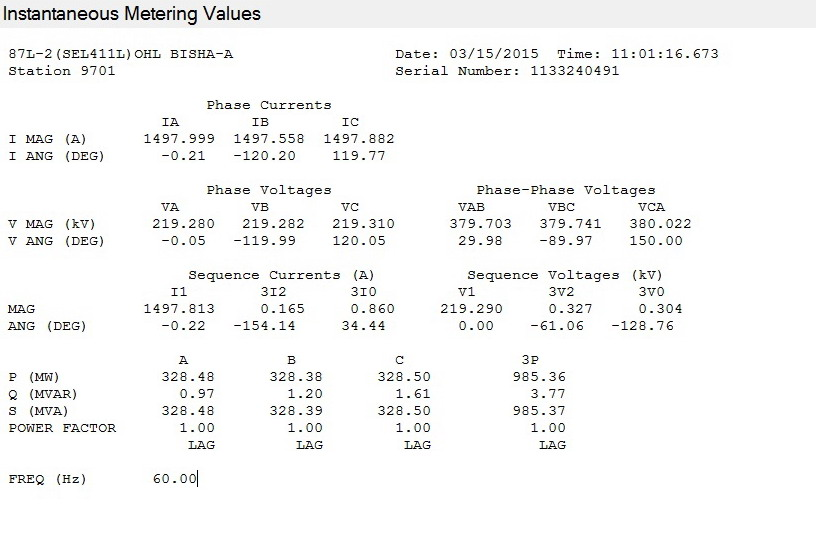 Instantaneous Metering Values
87L-2(SEL411L)OHL BISHA-A Date: 03/15/2015 Time: 11:01:16.673
Station 9701 Serial Number: 1133240491
Phase Currents
IA IB IC
I MAG (A) 1497.999 1497.558 1497.882
I ANG (DEG) -0.21 -120.20 119.77
Phase Voltages Phase-Phase Voltages
VA VB VC VAB VBC VCA
V MAG (kV) 219.280 219.282 219.310 379.703 379.741 380.022
V ANG (DEG) -0.05 -119.99 120.05 29.98 -89.97 150.00
Sequence Currents (A) Sequence Voltages (kV)
I1 3I2 3I0 V1 3V2 3V0
MAG 1497.813 0.165 0.860 219.290 0.327 0.304
ANG (DEG) -0.22 -154.14 34.44 0.00 -61.06 -128.76
A B C 3P
P (MW) 328.48 328.38 328.50 985.36
Q (MVAR) 0.97 1.20 1.61 3.77
S (MVA) 328.48 328.39 328.50 985.37
POWER FACTOR 1.00 1.00 1.00 1.00
LAG LAG LAG LAG
FREQ (Hz) 60.00